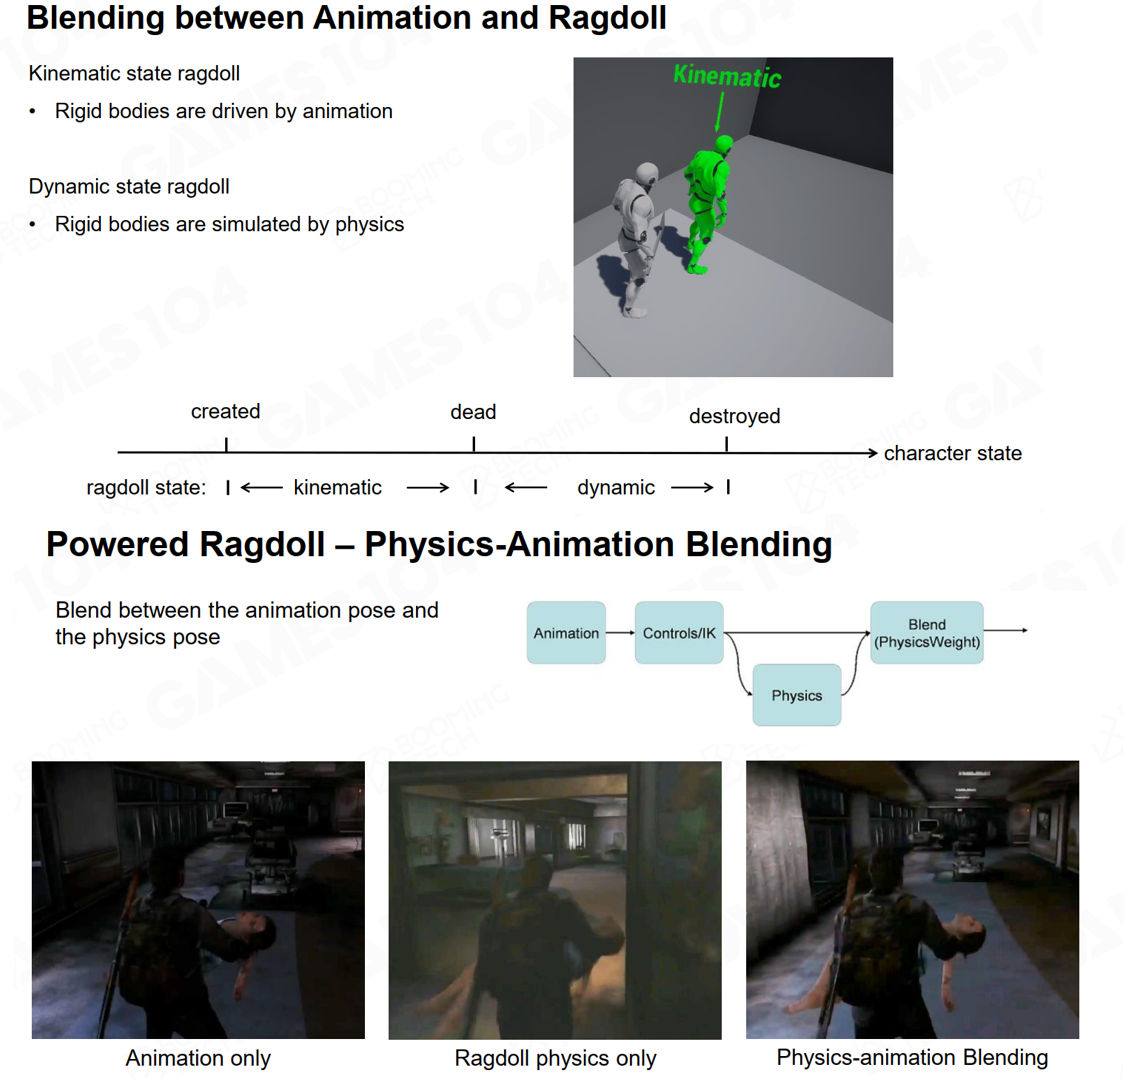 Blending between Animation and Ragdoll
Kinematic state ragdoll
• Rigid bodies are driven by animation
Dynamic state ragdoll
• Rigid bodies are simulated by physics
Kinematic
created
dead
destroyed
character state
ragdoll state:
kinematic
dynamic
Powered Ragdoll – Physics-Animation Blending
Blend between the animation pose and
the physics pose
Animation
Controls/IK
Blend
(PhysicsWeight)
Physics
Animation only
Ragdoll physics only
Physics-animation Blending
GAMES104
BOOMING
TECH